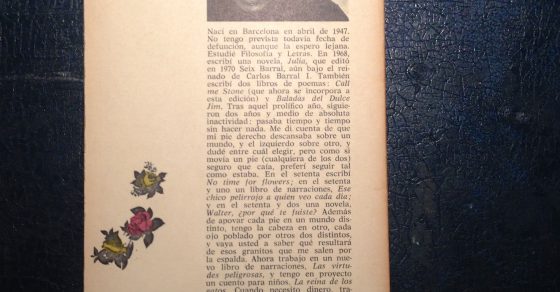 Nací en Barcelona en abril de 1947.
No tengo prevista todavía fecha de
defunción, aunque la espero lejana.
Estudié Filosofía y Letras. En 1968,
escribí una novela, Julia, que editó
en 1970 Seix Barral, aún bajo el rei-
nado de Carlos Barral I. También
escribí dos libros de poemas: Call
me Stone (que ahora se incorpora a
esta edición) y Baladas del Dulce
Jim. Tras aquel prolífico año, siguie-
ron dos años y medio de absoluta
inactividad: pasaba tiempo y tiempo
sin hacer nada. Me di cuenta de que
mi pie derecho descansaba sobre un
mundo, y el izquierdo sobre otro, y
dudé entre cuál elegir, pero como si
movía un pie (cualquiera de los dos)
seguro que caía, preferí seguir tal
como estaba. En el setenta escribí
No time for flowers; en el setenta
y uno un libro de narraciones, Ese
chico pelirrojo a quien veo cada día;
y en el setenta y dos una novela,
Walter, ¿por qué te fuiste? Además
de apoyar cada pie en un mundo dis-
tinto, tengo la cabeza en otro, cada
ojo poblado por otros dos distintos,
y vaya usted a saber qué resultará
de esos granitos que me salen por
la espalda. Ahora trabajo en un nue-
vo libro de narraciones, Las virtu-
des peligrosas, y tengo en proyecto
un cuento para niños. La reina de los
gatos. Cuando necesito dinero, tra-